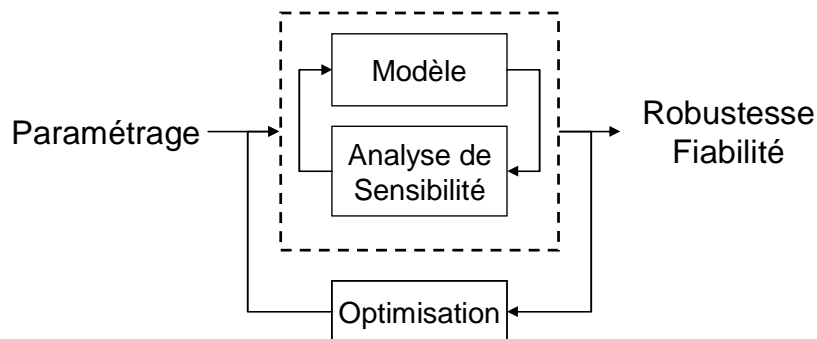 Modèle
Paramétrage
Analyse de
Sensibilité
Robustesse
Fiabilité
Optimisation